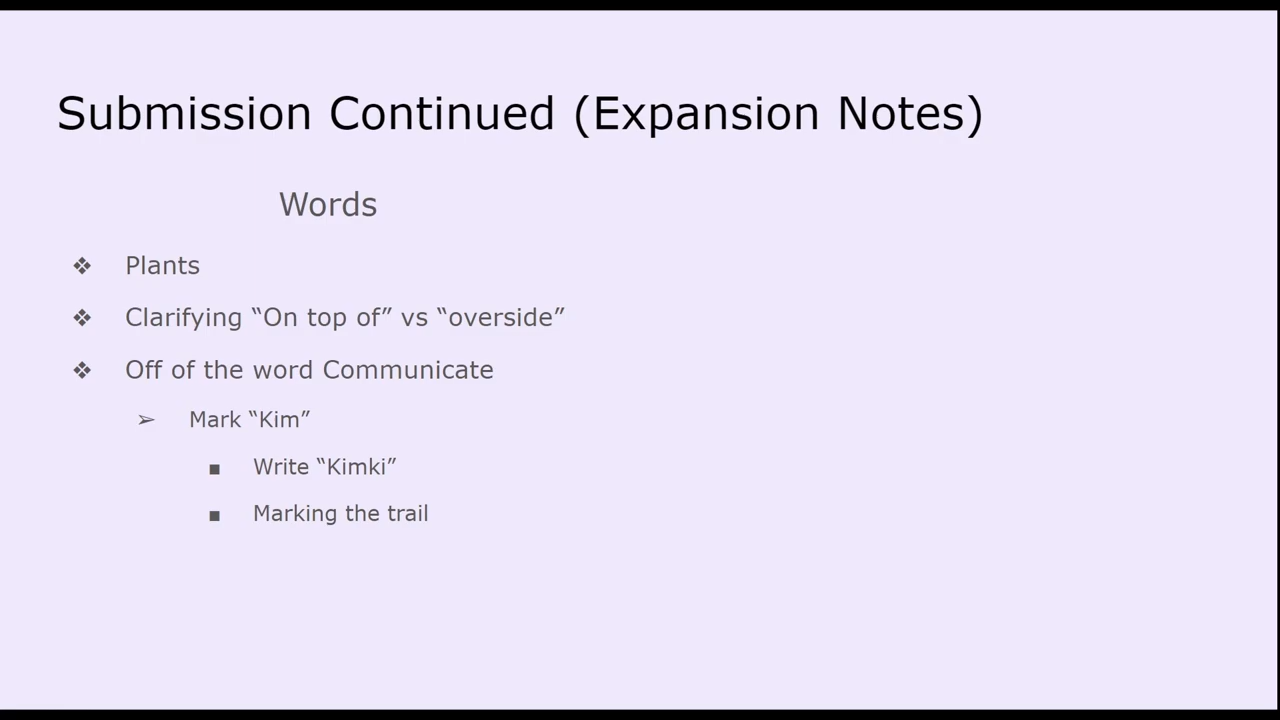 Submission Continued (Expansion Notes)
Words
❖ Plants
❖ Clarifying “On top of” vs “overside”
❖ Off of the word Communicate
➢ Mark “Kim”
■ Write “Kimki”
■ Marking the trail